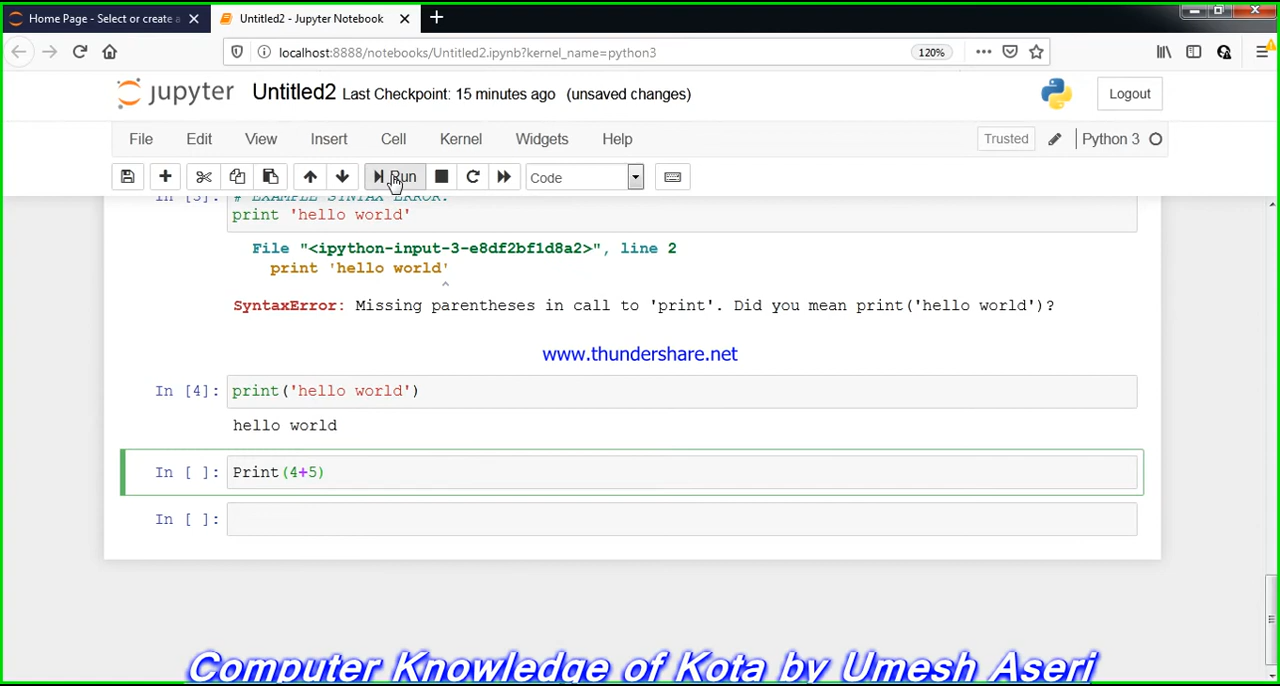 Home Page - Select or create a
Untitled2 - Jupyter Notebook
localhost:8888/notebooks/Untitled2.ipynb?kernel_name=python3
120%
jupyter Untitled2 Last Checkpoint: 15 minutes ago (unsaved changes)
Logout
File Edit View Insert Cell Kernel Widgets Help
Trusted
Python 3
Run
Code
In [3]: # EXAMPLE SYNTAX ERROR:
print 'hello world'
File "<ipython-input-3-e8df2bf1d8a2>", line 2
print 'hello world'
^
SyntaxError: Missing parentheses in call to 'print'. Did you mean print('hello world')?
www.thundershare.net
In [4]: print('hello world')
hello world
In [ ]: Print(4+5)
In [ ]:
Computer Knowledge of Kota by Umesh Aseri